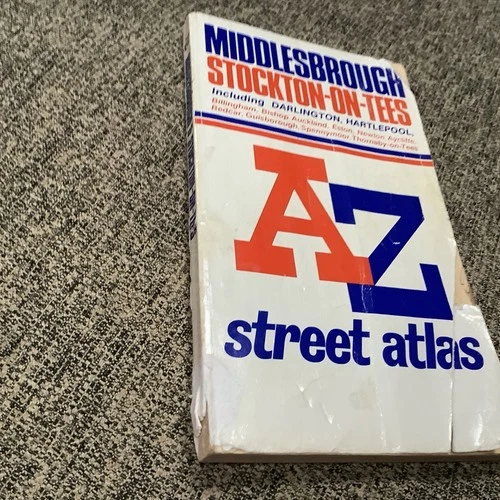 MIDDLESBROUGH
STOCKTON-ON-TEES
Including DARLINGTON, HARTLEPOOL,
Billingham, Bishop Auckland, Eston, Newton Aycliffe,
Redcar, Guisborough, Spennymoor, Thornaby-on-Tees
AZ
street atlas